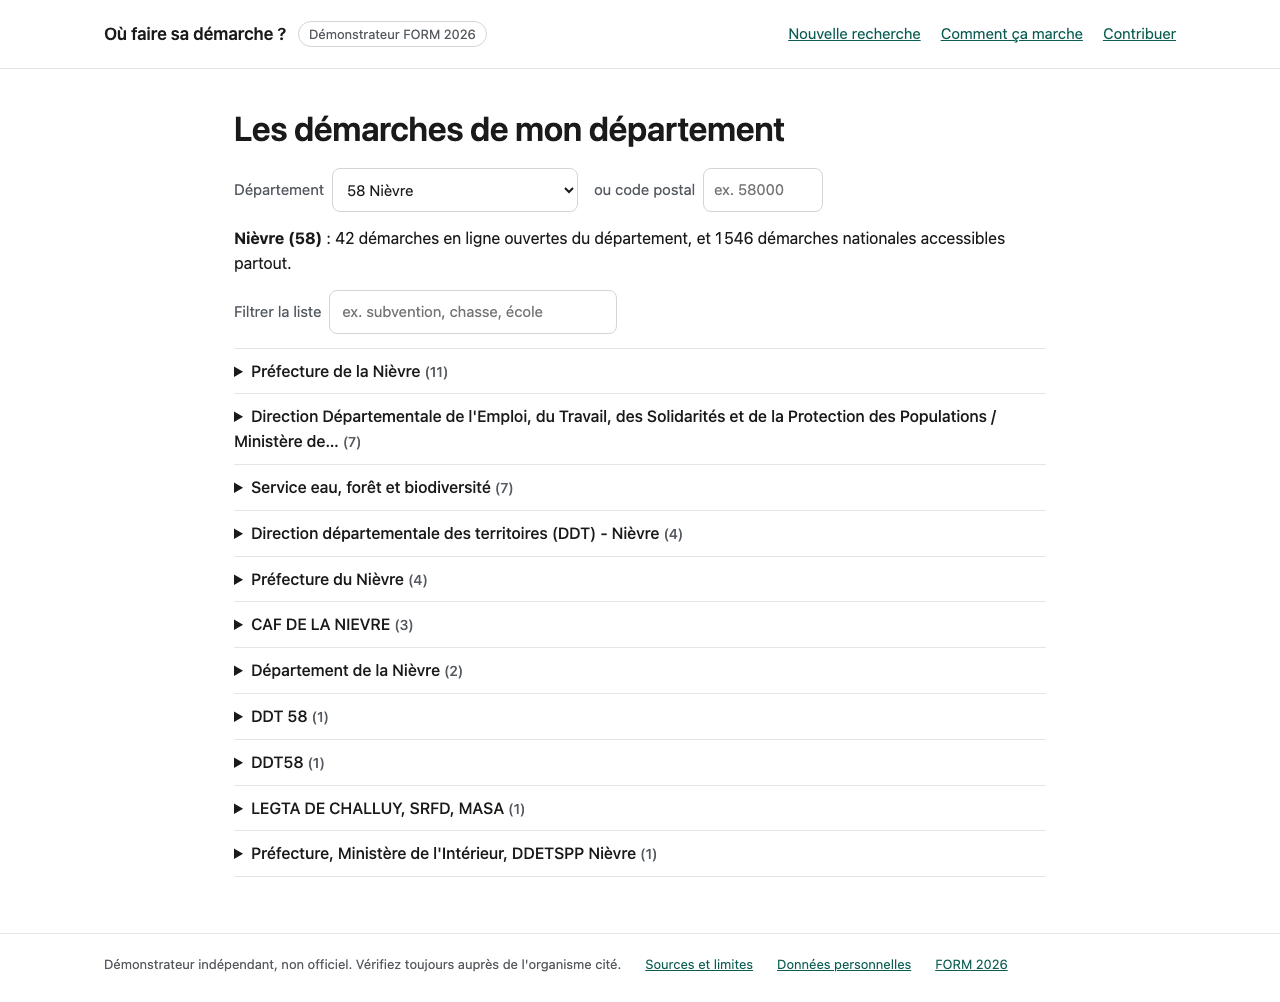 Où faire sa démarche ?
Démonstrateur FORM 2026
Nouvelle recherche
Comment ça marche
Contribuer
Les démarches de mon département
Département
58 Nièvre
ou code postal
ex. 58000
Nièvre (58) : 42 démarches en ligne ouvertes du département, et 1 546 démarches nationales accessibles
partout.
Filtrer la liste
ex. subvention, chasse, école
Préfecture de la Nièvre (11)
Direction Départementale de l'Emploi, du Travail, des Solidarités et de la Protection des Populations /
Ministère de... (7)
Service eau, forêt et biodiversité (7)
Direction départementale des territoires (DDT) - Nièvre (4)
Préfecture du Nièvre (4)
CAF DE LA NIEVRE (3)
Département de la Nièvre (2)
DDT 58 (1)
DDT58 (1)
LEGTA DE CHALLUY, SRFD, MASA (1)
Préfecture, Ministère de l'Intérieur, DDETSPP Nièvre (1)
Démonstrateur indépendant, non officiel. Vérifiez toujours auprès de l'organisme cité.
Sources et limites
Données personnelles
FORM 2026